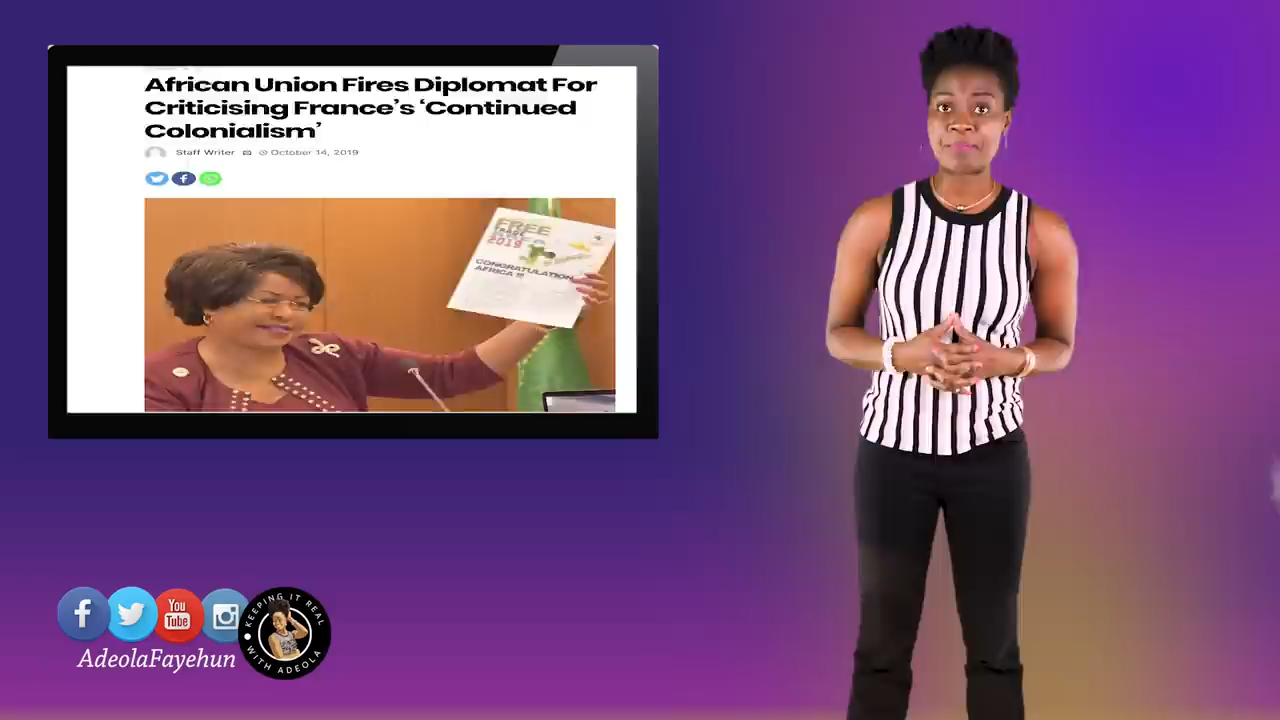 African Union Fires Diplomat For
Criticising France's 'Continued
Colonialism'
Staff Writer
October 14, 2019
FREE
TRADE
2019
CONGRATULATION
AFRICA !!!
You
Tube
KEEPING IT REAL
WITH ADEOLA
AdeolaFayehun